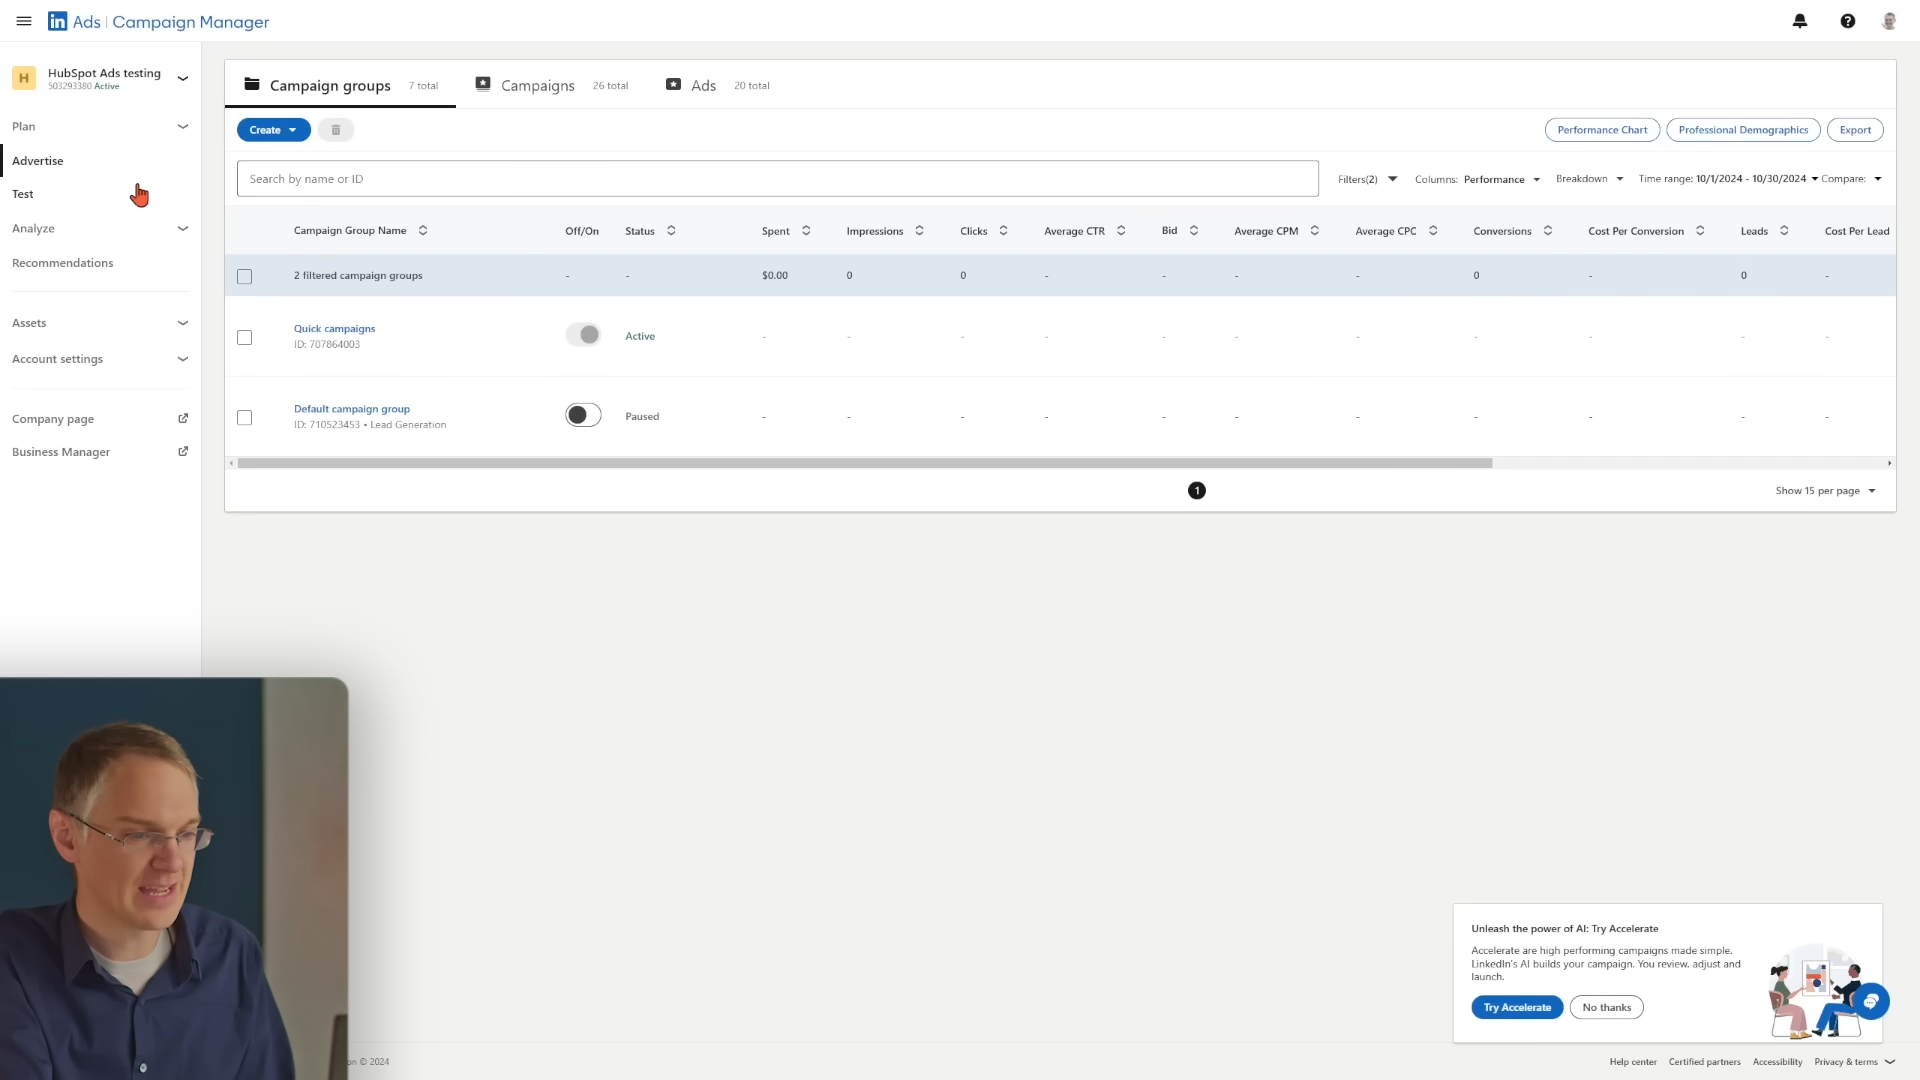 in Ads | Campaign Manager
H
HubSpot Ads testing
503293380 Active
Plan
Advertise
Test
Analyze
Recommendations
Assets
Account settings
Company page
Business Manager
Campaign groups 7 total
Campaigns 26 total
Ads 20 total
Create
Performance Chart
Professional Demographics
Export
Search by name or ID
Filters(2)
Columns: Performance
Breakdown
Time range: 10/1/2024 - 10/30/2024
Compare:
Campaign Group Name Off/On Status Spent Impressions Clicks Average CTR Bid Average CPM Average CPC Conversions Cost Per Conversion Leads Cost Per Lead
2 filtered campaign groups - - $0.00 0 0 - - - - 0 - 0 -
Quick campaigns Active - - - - - - - - - - -
ID: 707864003
Default campaign group Paused - - - - - - - - - - -
ID: 710523453 • Lead Generation
1
Show 15 per page
Unleash the power of AI: Try Accelerate
Accelerate are high performing campaigns made simple.
LinkedIn's AI builds your campaign. You review, adjust and
launch.
Try Accelerate
No thanks
on © 2024
Help center
Certified partners
Accessibility
Privacy & terms